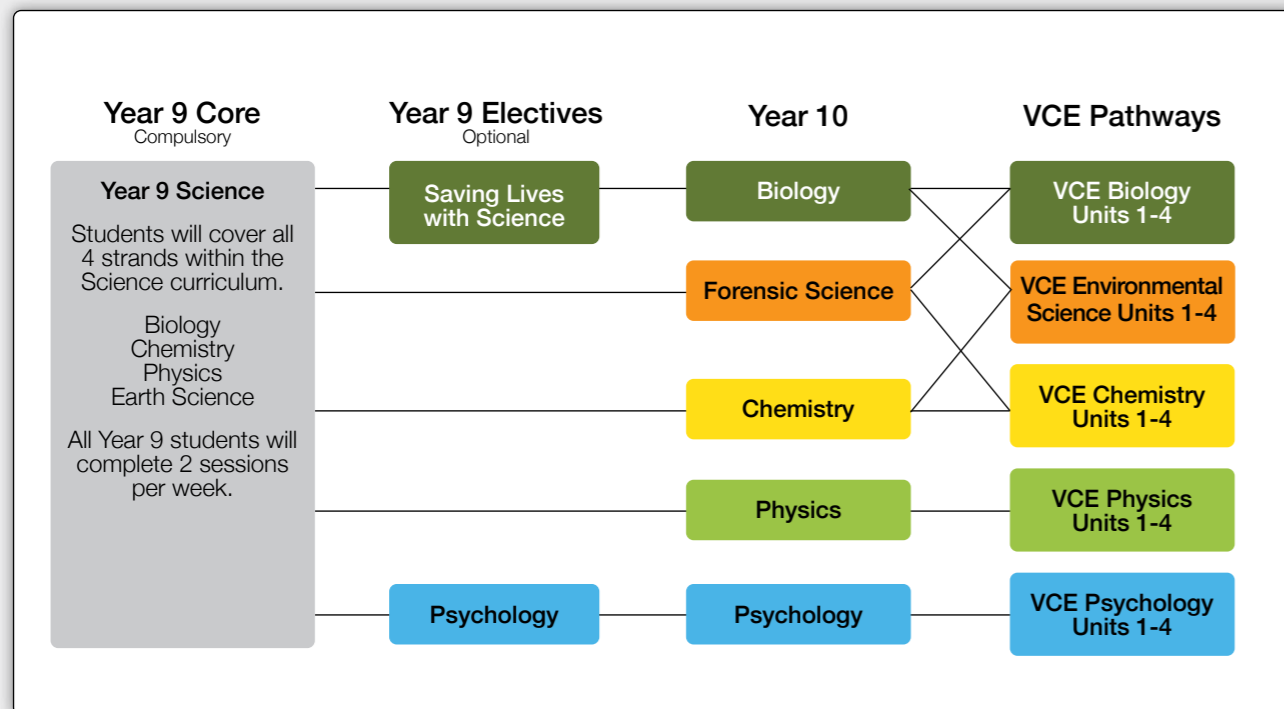 Year 9 Core
Compulsory
Year 9 Science
Students will cover all
4 strands within the
Science curriculum.
Biology
Chemistry
Physics
Earth Science
All Year 9 students will
complete 2 sessions
per week.
Year 9 Electives
Optional
Saving Lives
with Science
Psychology
Year 10
Biology
Forensic Science
Chemistry
Physics
Psychology
VCE Pathways
VCE Biology
Units 1-4
VCE Environmental
Science Units 1-4
VCE Chemistry
Units 1-4
VCE Physics
Units 1-4
VCE Psychology
Units 1-4